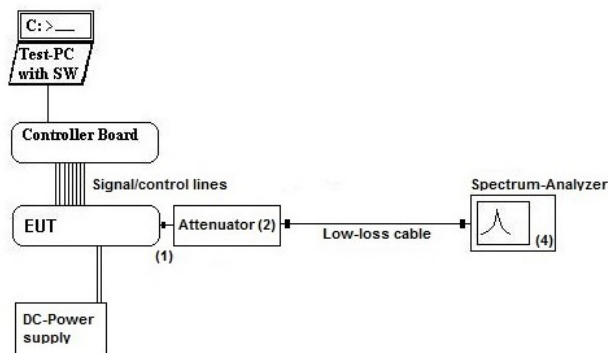 C:>__
Test-PC
with SW
Controller Board
Signal/control lines
Spectrum-Analyzer
EUT
Attenuator (2)
Low-loss cable
(4)
(1)
DC-Power
supply